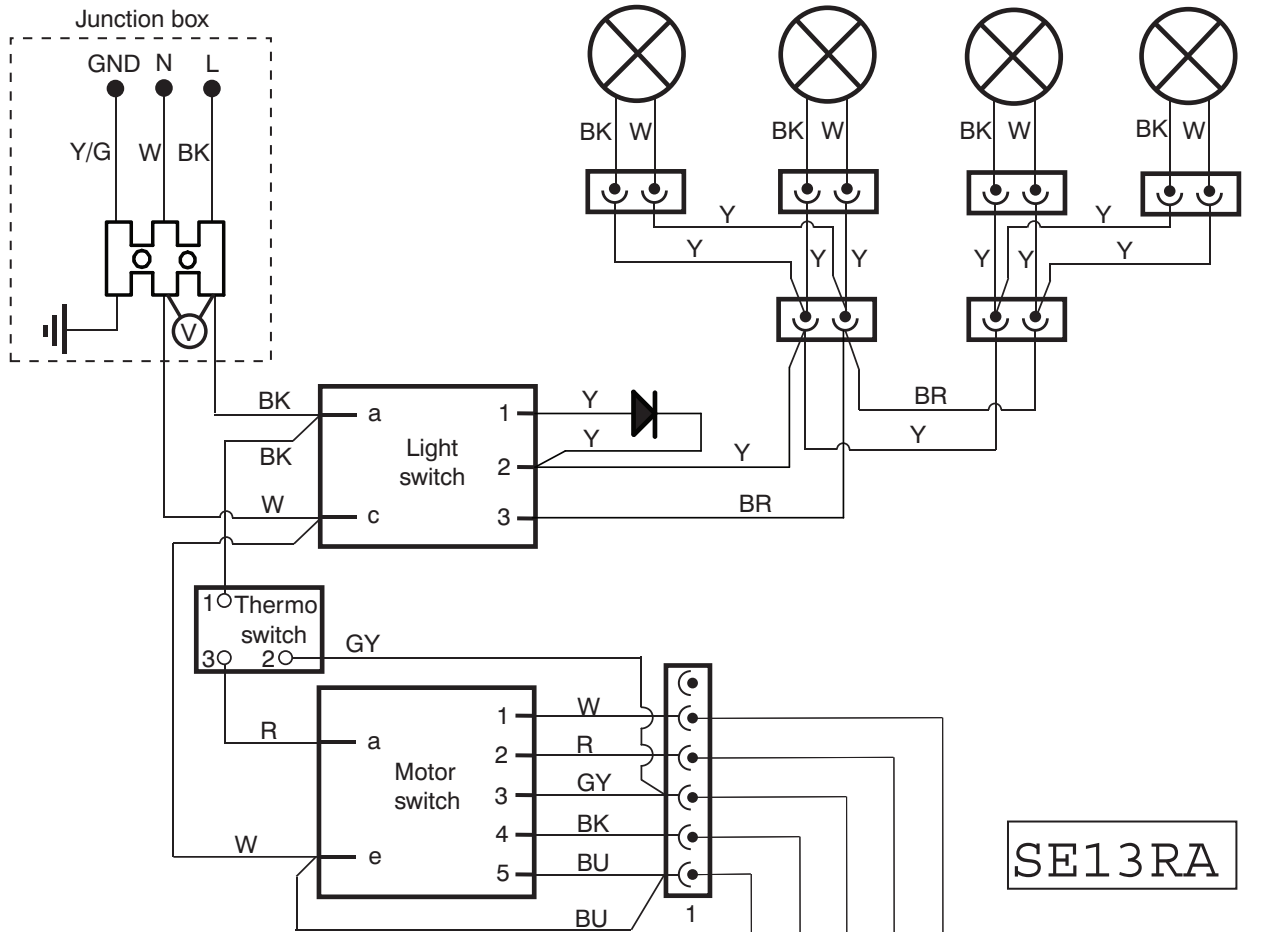 Junction box
GND N L
Y/G W BK
V
BK W BK W BK W BK W
Y Y
Y Y Y Y Y Y
BK
BK
W
a
c
Light
switch
1
2
3
Y
Y
Y
BR
BR
Y
1 Thermo
switch
3 2
GY
R
W
a
e
Motor
switch
1
2
3
4
5
W
R
GY
BK
BU
BU
1
SE13RA